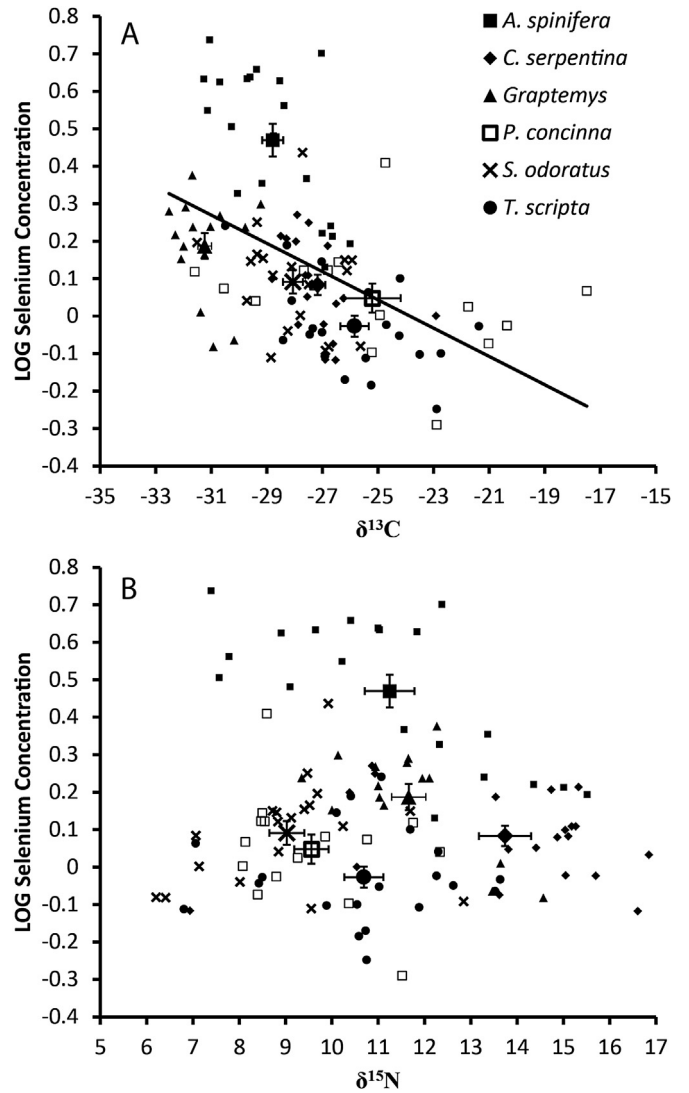 A
A. spinifera
C. serpentina
Graptemys
P. concinna
S. odoratus
T. scripta
LOG Selenium Concentration
0.8
0.7
0.6
0.5
0.4
0.3
0.2
0.1
0
-0.1
-0.2
-0.3
-0.4
-35 -33 -31 -29 -27 -25 -23 -21 -19 -17 -15
δ¹³C
B
LOG Selenium Concentration
0.8
0.7
0.6
0.5
0.4
0.3
0.2
0.1
0.0
-0.1
-0.2
-0.3
-0.4
5 6 7 8 9 10 11 12 13 14 15 16 17
δ¹⁵N